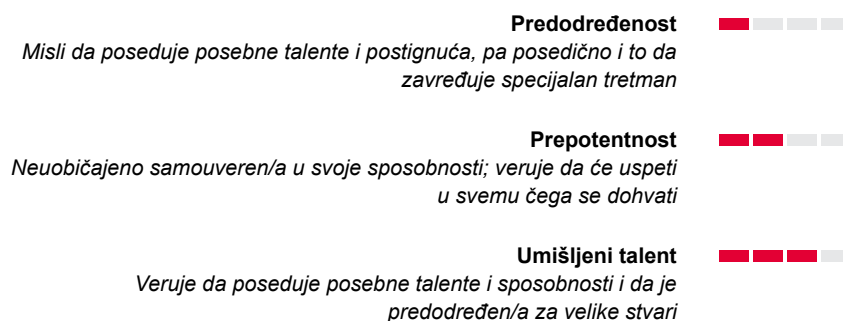 Predodređenost
Misli da poseduje posebne talente i postignuća, pa posedično i to da
zavređuje specijalan tretman
Prepotentnost
Neuobičajeno samouveren/a u svoje sposobnosti; veruje da će uspeti
u svemu čega se dohvati
Umišljeni talent
Veruje da poseduje posebne talente i sposobnosti i da je
predodređen/a za velike stvari